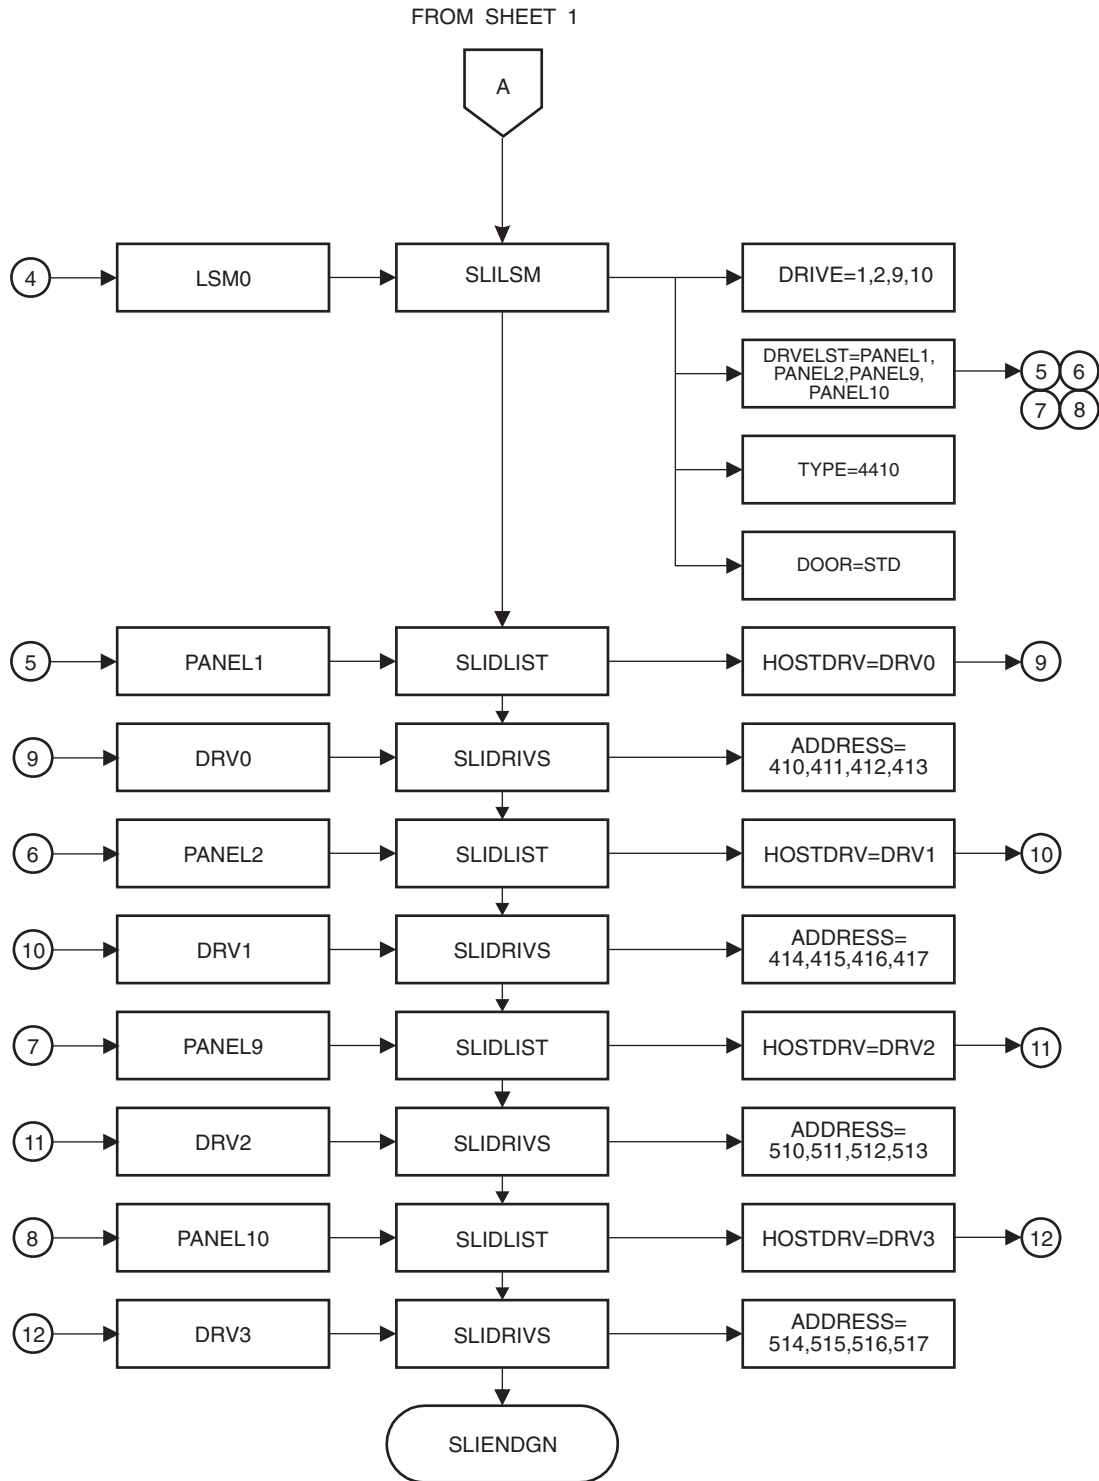 FROM SHEET 1
A
4
LSM0
SLILSM
DRIVE=1,2,9,10
DRVELST=PANEL1,
PANEL2,PANEL9,
PANEL10
5 6
7 8
TYPE=4410
DOOR=STD
5
PANEL1
SLIDLIST
HOSTDRV=DRV0
9
9
DRV0
SLIDRIVS
ADDRESS=
410,411,412,413
6
PANEL2
SLIDLIST
HOSTDRV=DRV1
10
10
DRV1
SLIDRIVS
ADDRESS=
414,415,416,417
7
PANEL9
SLIDLIST
HOSTDRV=DRV2
11
11
DRV2
SLIDRIVS
ADDRESS=
510,511,512,513
8
PANEL10
SLIDLIST
HOSTDRV=DRV3
12
12
DRV3
SLIDRIVS
ADDRESS=
514,515,516,517
SLIENDGN